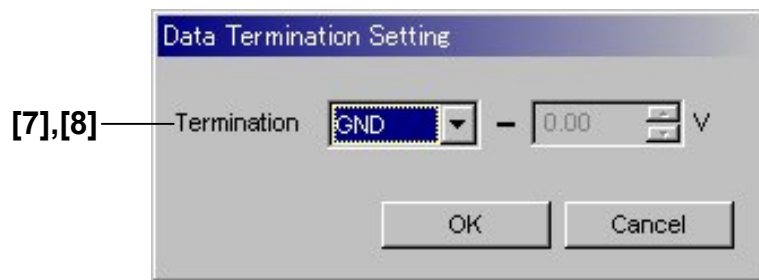 Data Termination Setting
[7],[8] Termination GND – 0.00 V
OK Cancel